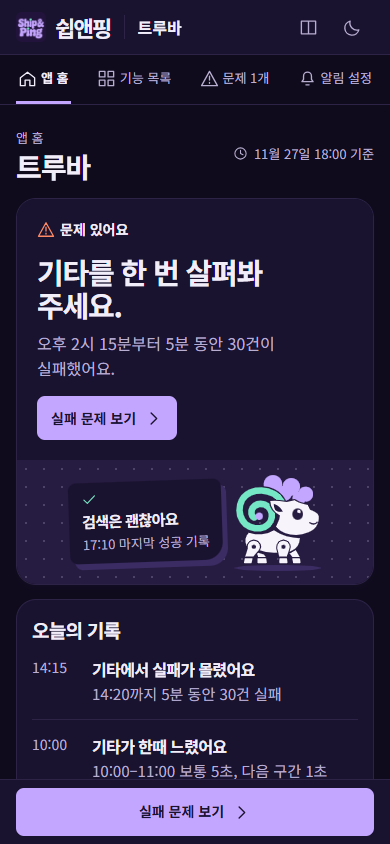 Ship&
Ping
쉽앤핑
트루바
앱 홈
기능 목록
문제 1개
알림 설정
앱 홈
트루바
11월 27일 18:00 기준
문제 있어요
기타를 한 번 살펴봐
주세요.
오후 2시 15분부터 5분 동안 30건이
실패했어요.
실패 문제 보기
검색은 괜찮아요
17:10 마지막 성공 기록
오늘의 기록
14:15
기타에서 실패가 몰렸어요
14:20까지 5분 동안 30건 실패
10:00
기타가 한때 느렸어요
10:00–11:00 보통 5초, 다음 구간 1초
실패 문제 보기